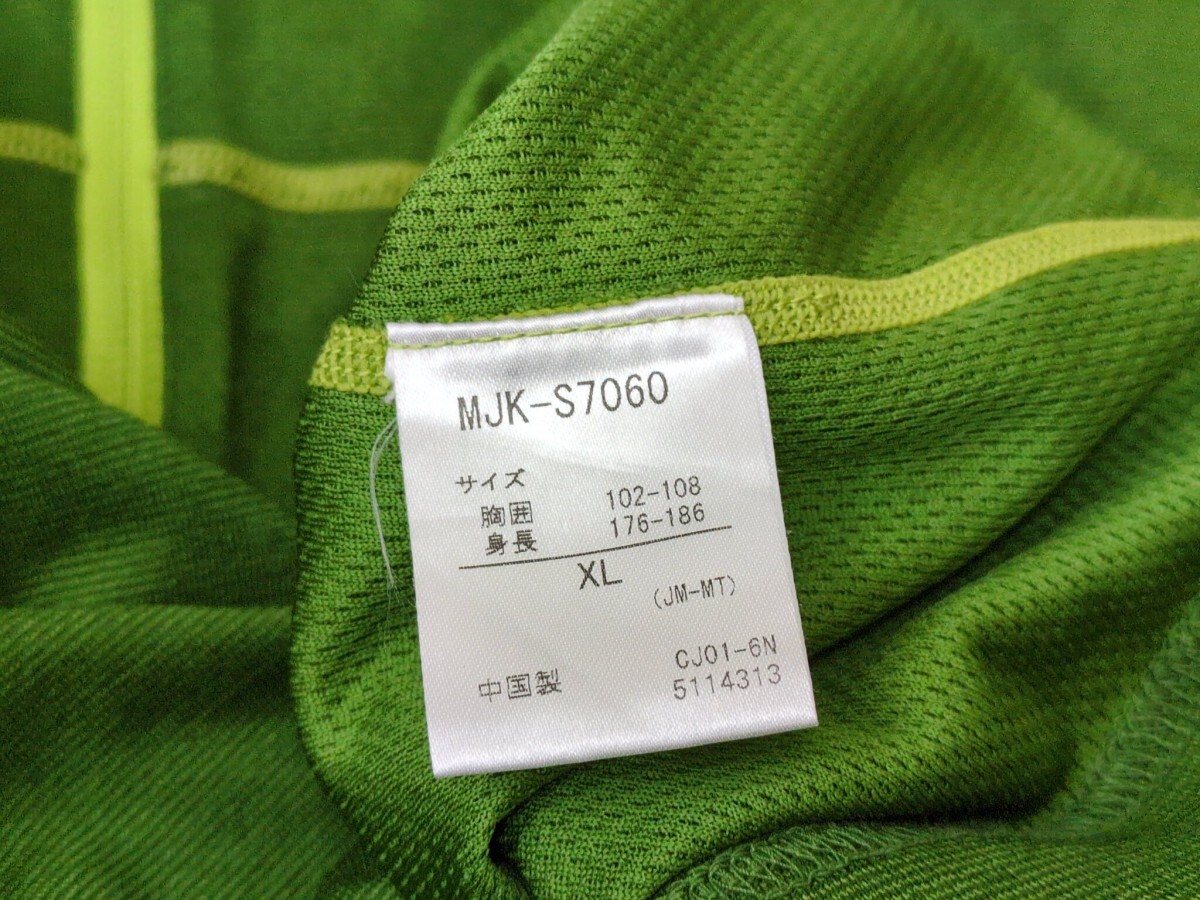 MJK-S7060
サイズ
胸囲 102-108
身長 176-186
XL
(JM-MT)
CJ01-6N
中国製 5114313